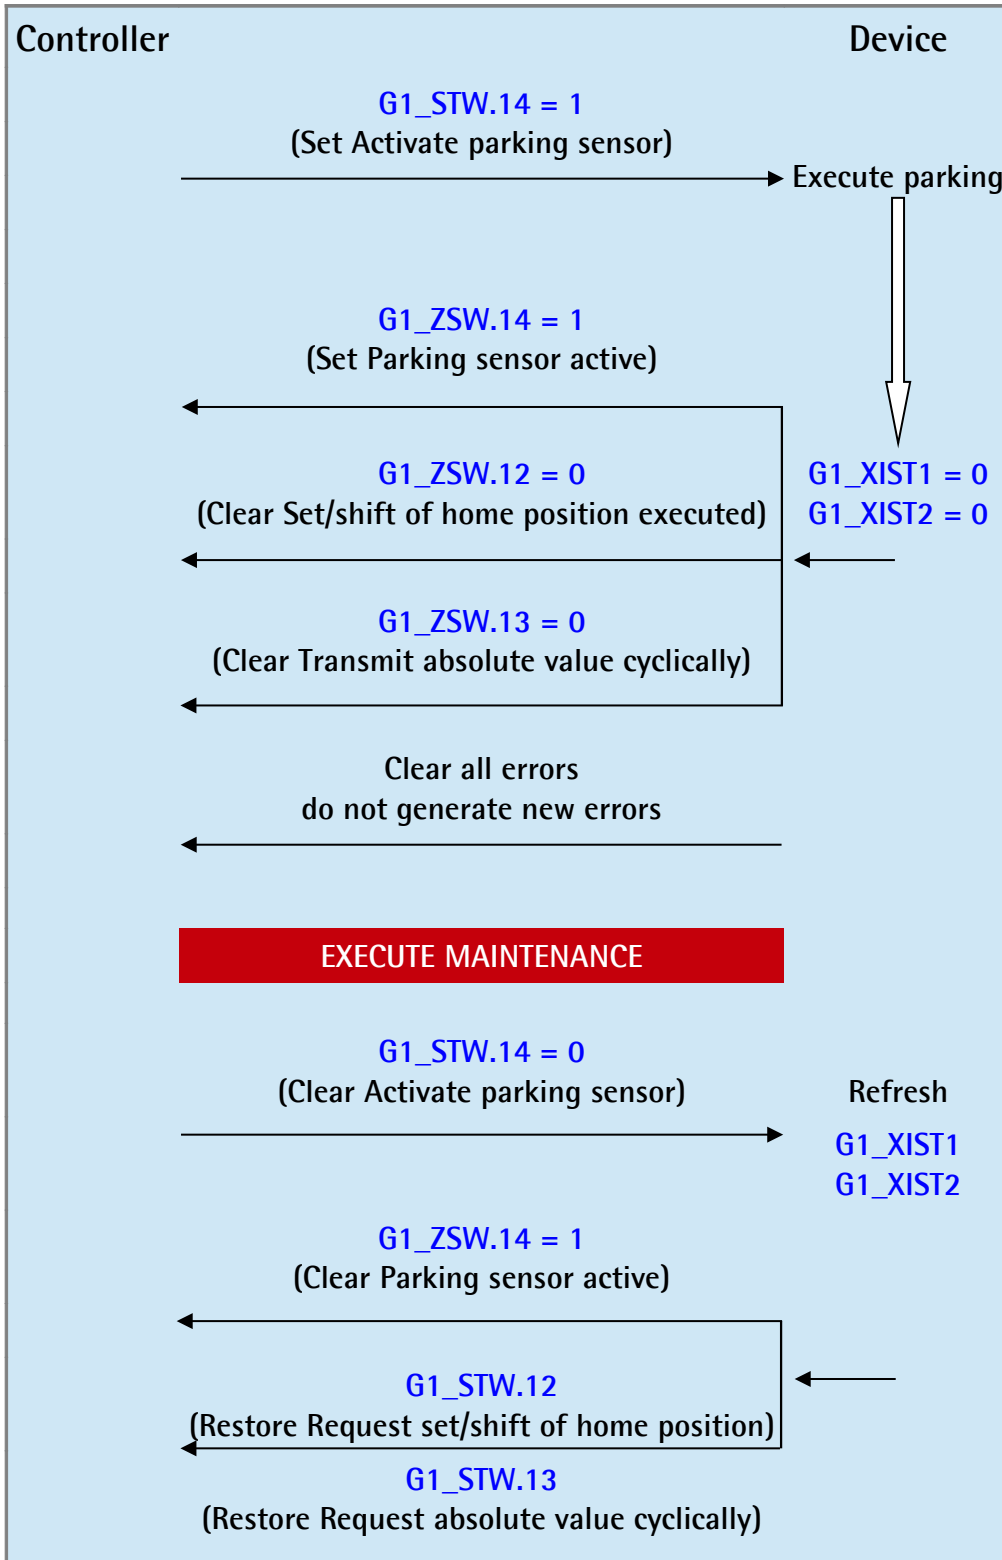 Controller
Device
G1_STW.14 = 1
(Set Activate parking sensor)
Execute parking
G1_ZSW.14 = 1
(Set Parking sensor active)
G1_ZSW.12 = 0
(Clear Set/shift of home position executed)
G1_XIST1 = 0
G1_XIST2 = 0
G1_ZSW.13 = 0
(Clear Transmit absolute value cyclically)
Clear all errors
do not generate new errors
EXECUTE MAINTENANCE
G1_STW.14 = 0
(Clear Activate parking sensor)
Refresh
G1_XIST1
G1_XIST2
G1_ZSW.14 = 1
(Clear Parking sensor active)
G1_STW.12
(Restore Request set/shift of home position)
G1_STW.13
(Restore Request absolute value cyclically)